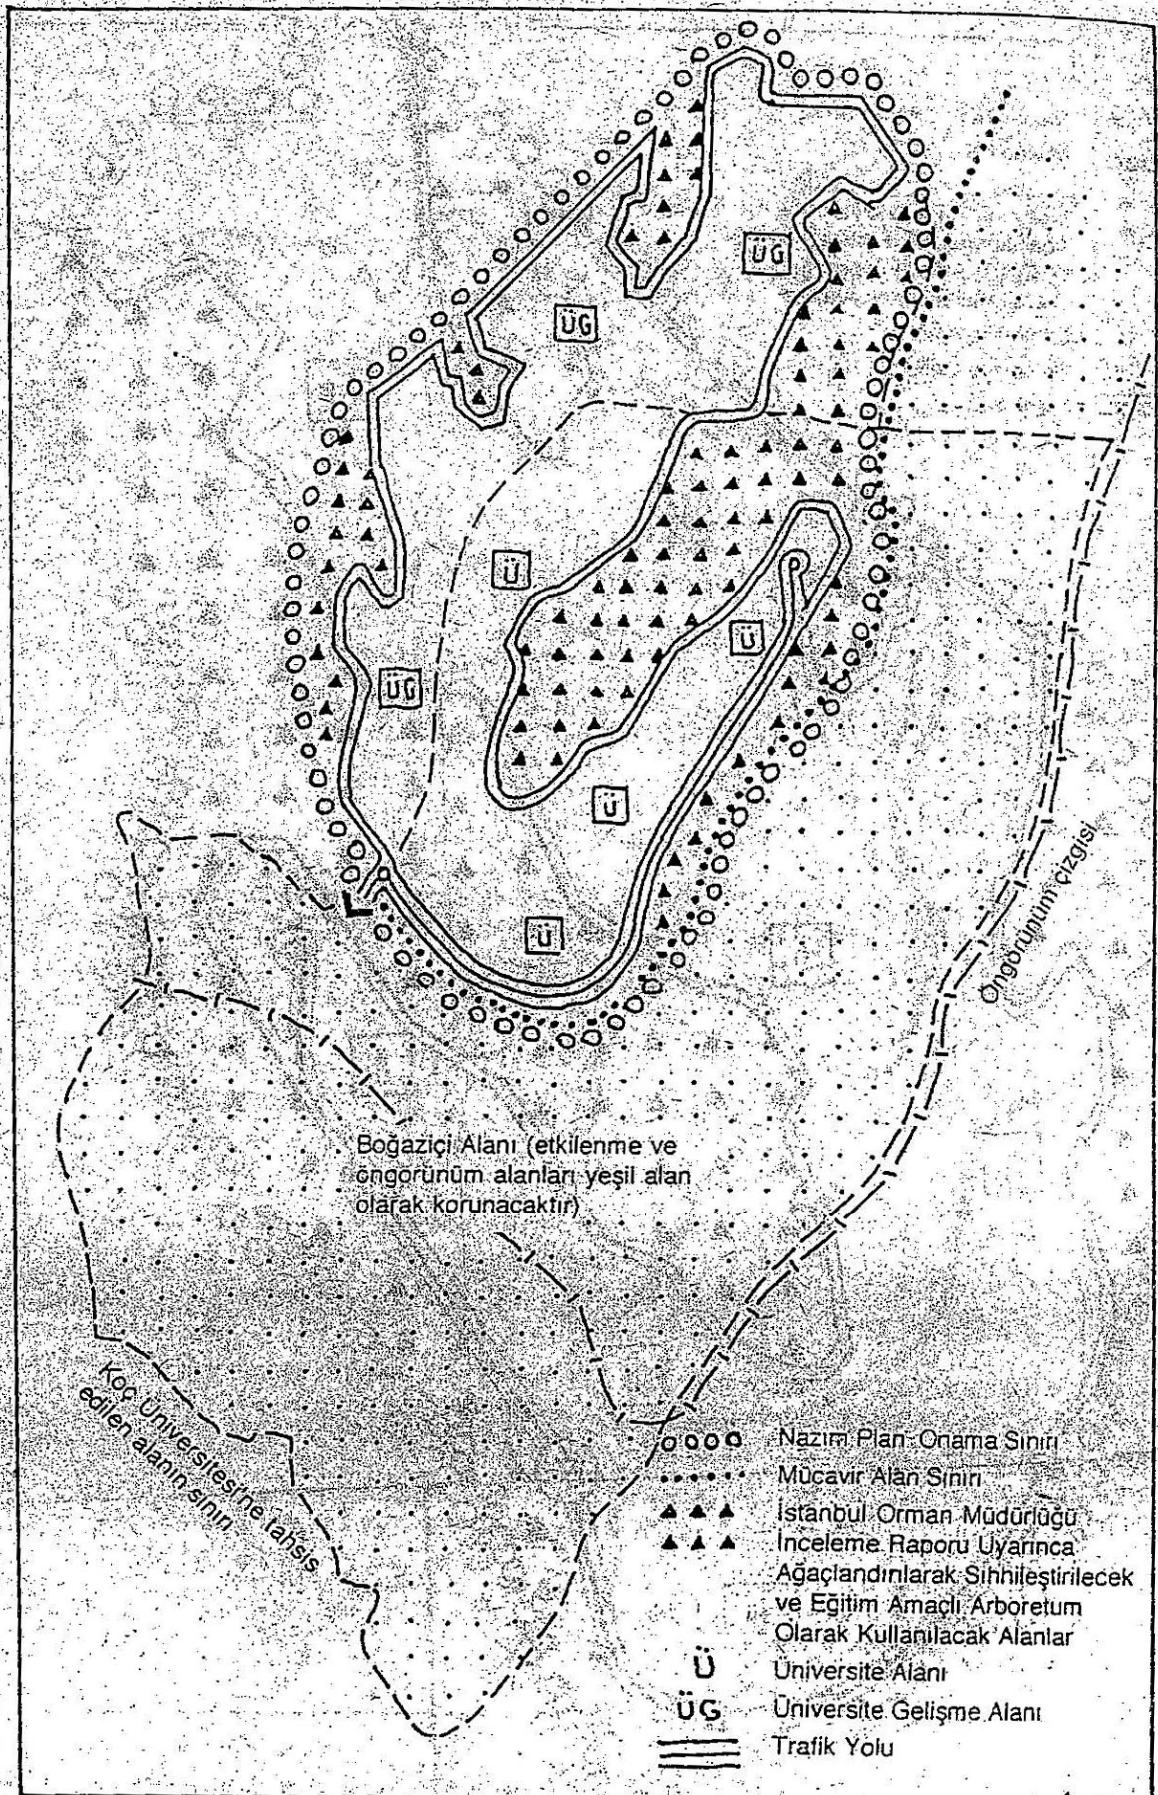 ÜG
ÜG
Ü
Ü
ÜG
Ü
Ü
Öngörünüm çizgisi
Boğaziçi Alanı (etkilenme ve
öngörünüm alanları yeşil alan
olarak korunacaktır)
Koç Üniversitesi'ne tahsis
edilen alanın sınırı
Nazım Plan Onama Sınırı
Mücavir Alan Sınırı
İstanbul Orman Müdürlüğü
İnceleme Raporu Uyarınca
Ağaçlandırılarak Sıhhileştirilecek
ve Eğitim Amaçlı Arboretum
Olarak Kullanılacak Alanlar
Ü Üniversite Alanı
ÜG Üniversite Gelişme Alanı
Trafik Yolu